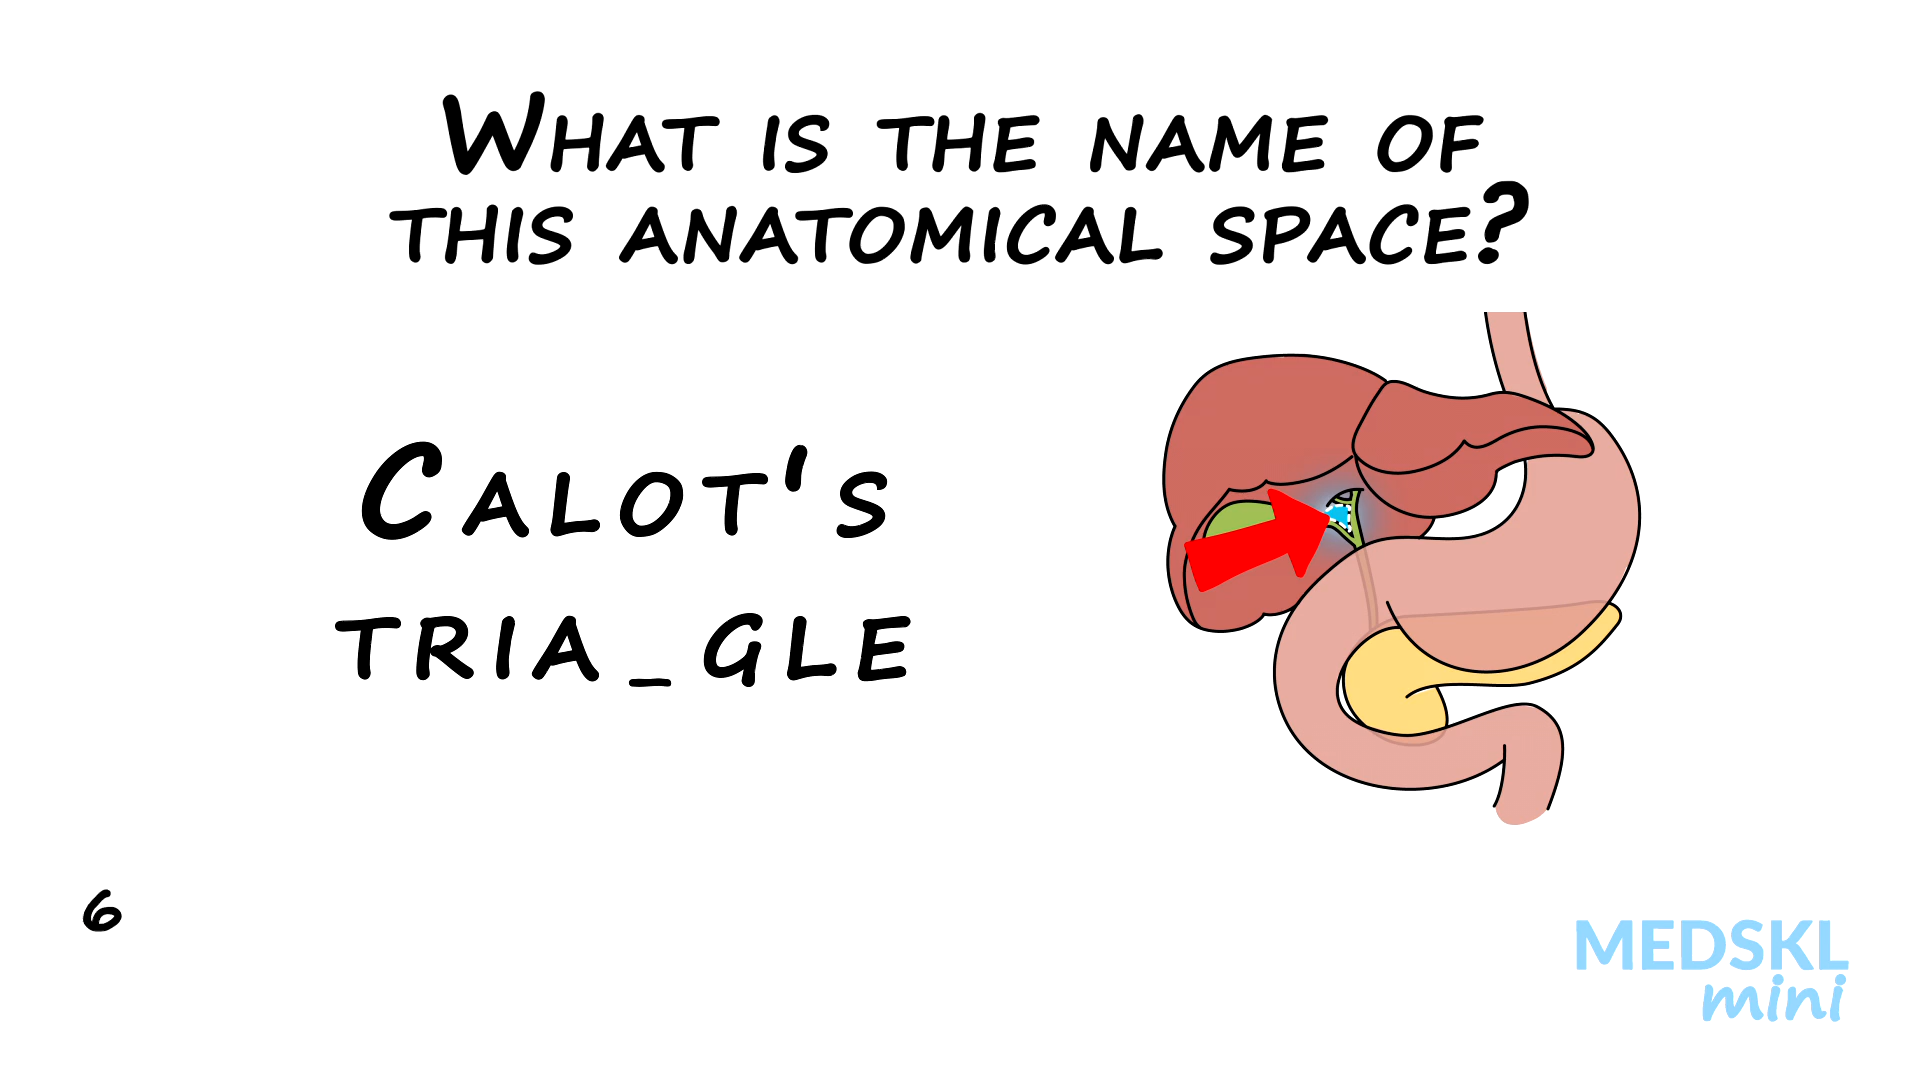 What is the name of
this anatomical space?
Calot's
tria_gle
6
MEDSKL
mini